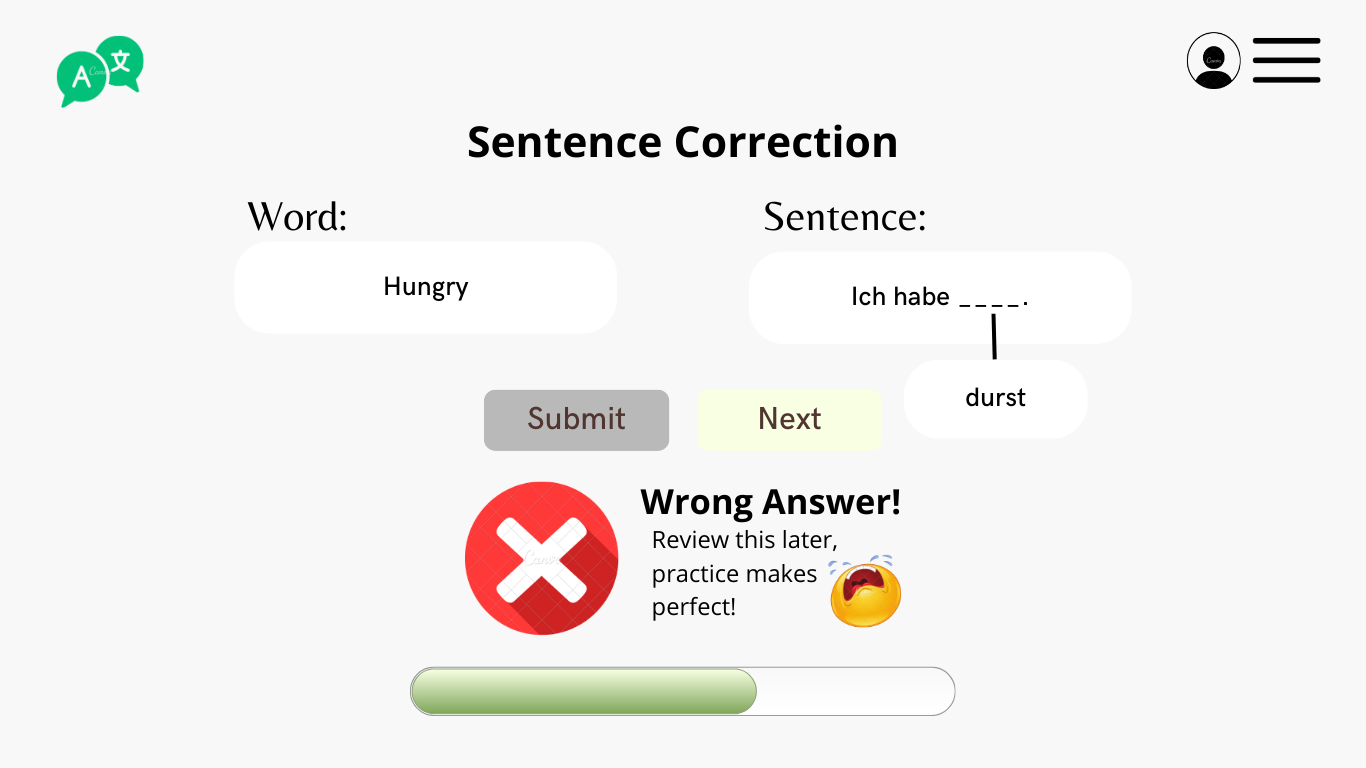 A 文
Sentence Correction
Word:
Sentence:
Hungry
Ich habe ____.
durst
Submit
Next
Wrong Answer!
Review this later,
practice makes
perfect!
Canva